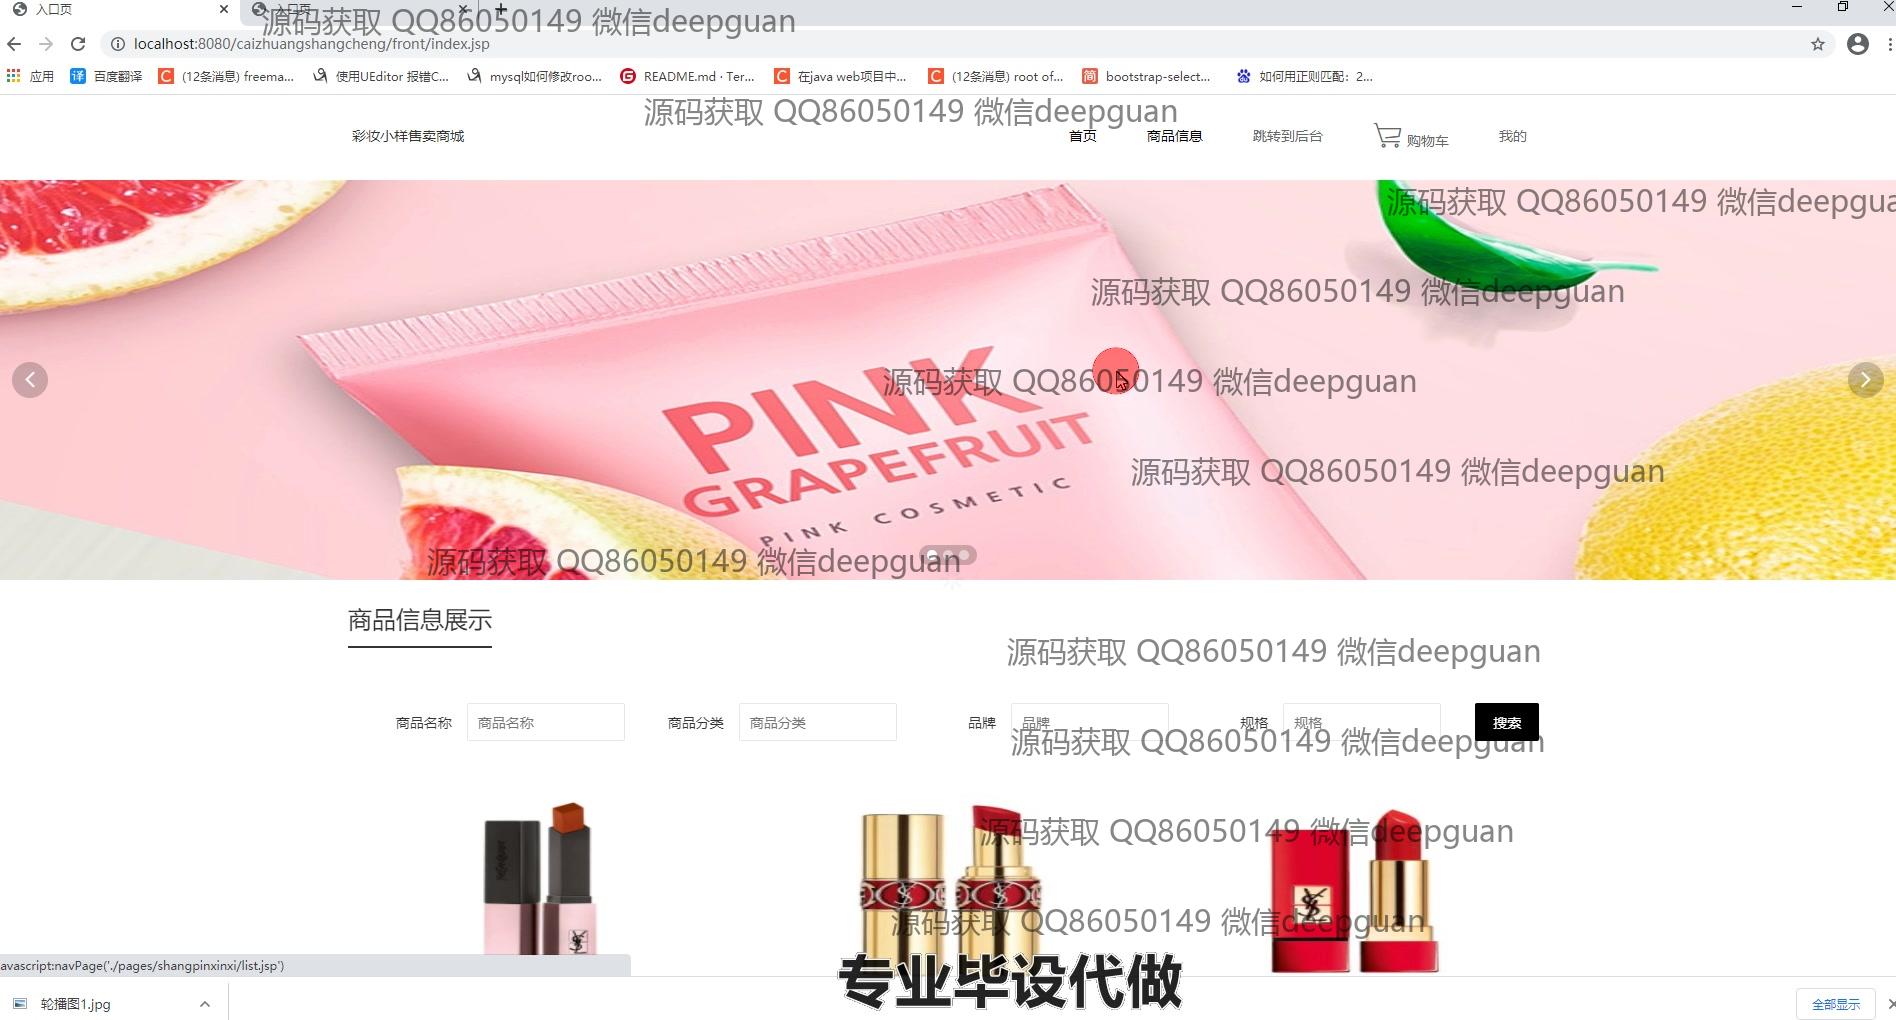 入口页
入口页
源码获取 QQ86050149 微信deepguan
localhost:8080/caizhuangshangcheng/front/index.jsp
应用 百度翻译 (12条消息) freema... 使用UEditor 报错C... mysql如何修改roo... README.md · Ter... 在java web项目中... (12条消息) root of... bootstrap-select... 如何用正则匹配：2...
源码获取 QQ86050149 微信deepguan
彩妆小样售卖商城 首页 商品信息 跳转到后台 购物车 我的
源码获取 QQ86050149 微信deepgua
源码获取 QQ86050149 微信deepguan
源码获取 QQ86050149 微信deepguan
PINK
GRAPEFRUIT
PINK COSMETIC
源码获取 QQ86050149 微信deepguan
源码获取 QQ86050149 微信deepguan
商品信息展示
源码获取 QQ86050149 微信deepguan
商品名称 商品名称 商品分类 商品分类 品牌 品牌 规格 规格 搜索
源码获取 QQ86050149 微信deepguan
源码获取 QQ86050149 微信deepguan
源码获取 QQ86050149 微信deepguan
avascript:navPage('./pages/shangpinxinxi/list.jsp')
专业毕设代做
轮播图1.jpg
全部显示